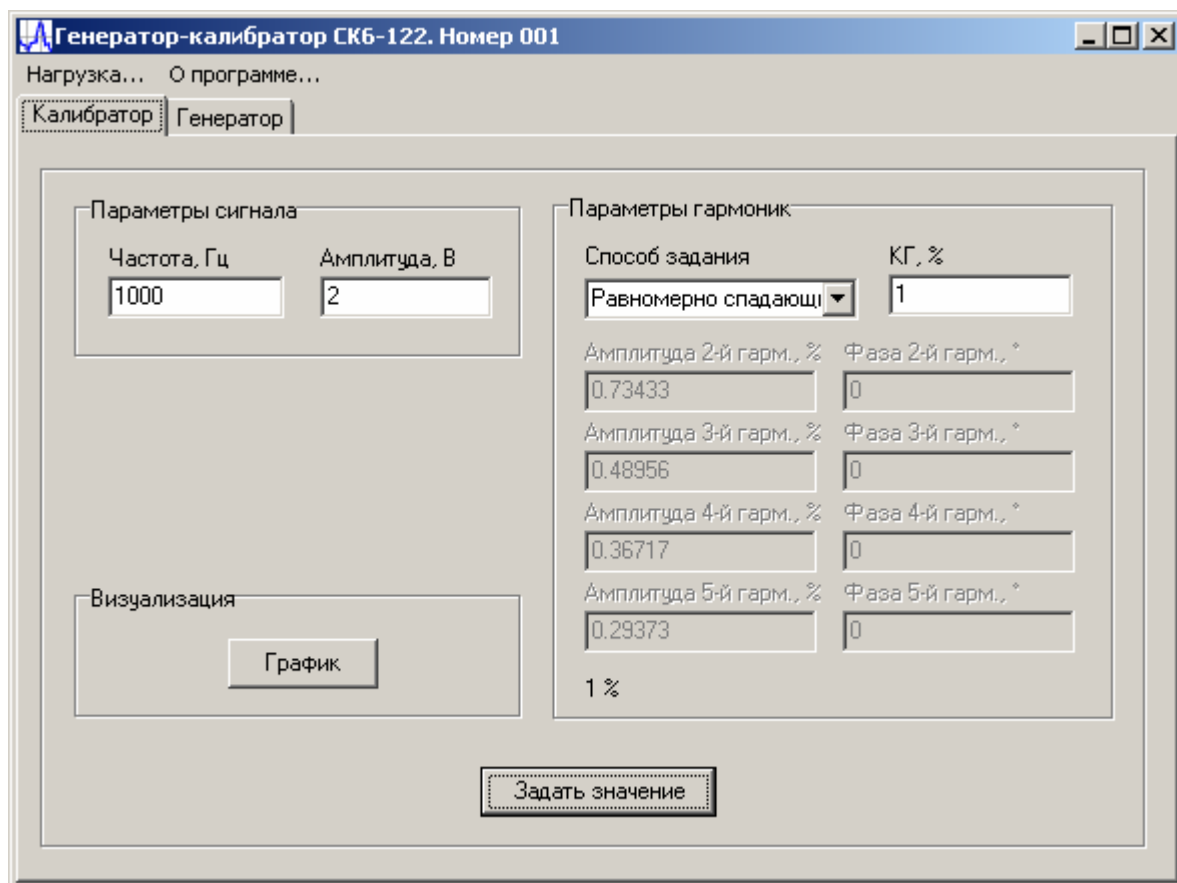 Генератор-калибратор СК6-122. Номер 001
Нагрузка... О программе...
Калибратор Генератор
Параметры сигнала
Частота, Гц Амплитуда, В
1000 2
Параметры гармоник
Способ задания КГ, %
Равномерно спадающи 1
Амплитуда 2-й гарм., % Фаза 2-й гарм., °
0.73433 0
Амплитуда 3-й гарм., % Фаза 3-й гарм., °
0.48956 0
Амплитуда 4-й гарм., % Фаза 4-й гарм., °
0.36717 0
Амплитуда 5-й гарм., % Фаза 5-й гарм., °
0.29373 0
1 %
Визуализация
График
Задать значение